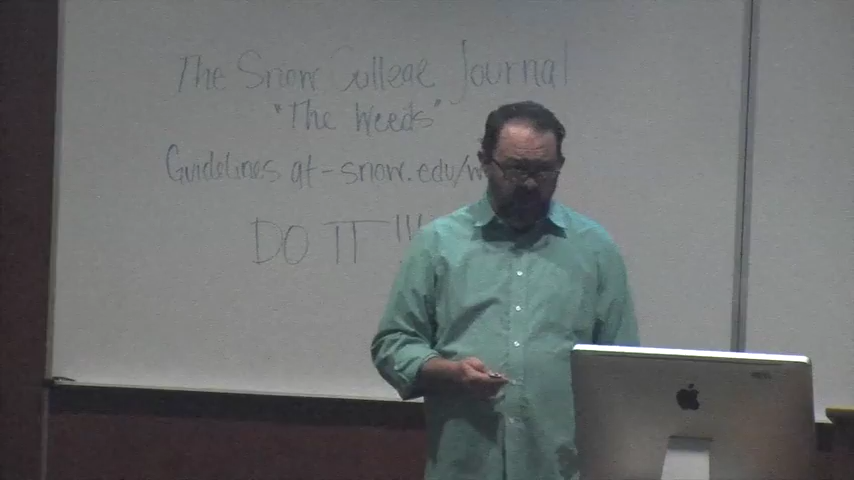 The Snow College Journal
"The Weeds"
Guidelines at - snow.edu/w
DO IT !!!